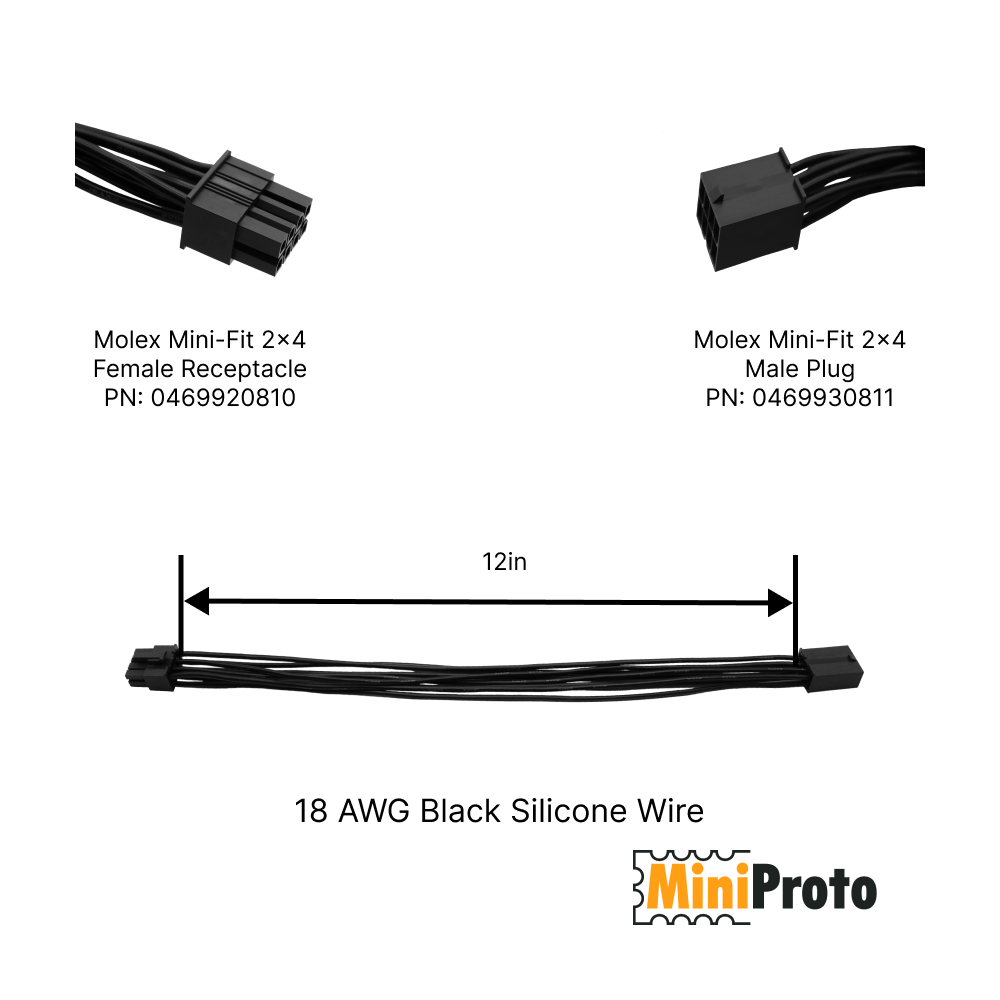 Molex Mini-Fit 2×4
Female Receptacle
PN: 0469920810
Molex Mini-Fit 2×4
Male Plug
PN: 0469930811
12in
18 AWG Black Silicone Wire
MiniProto